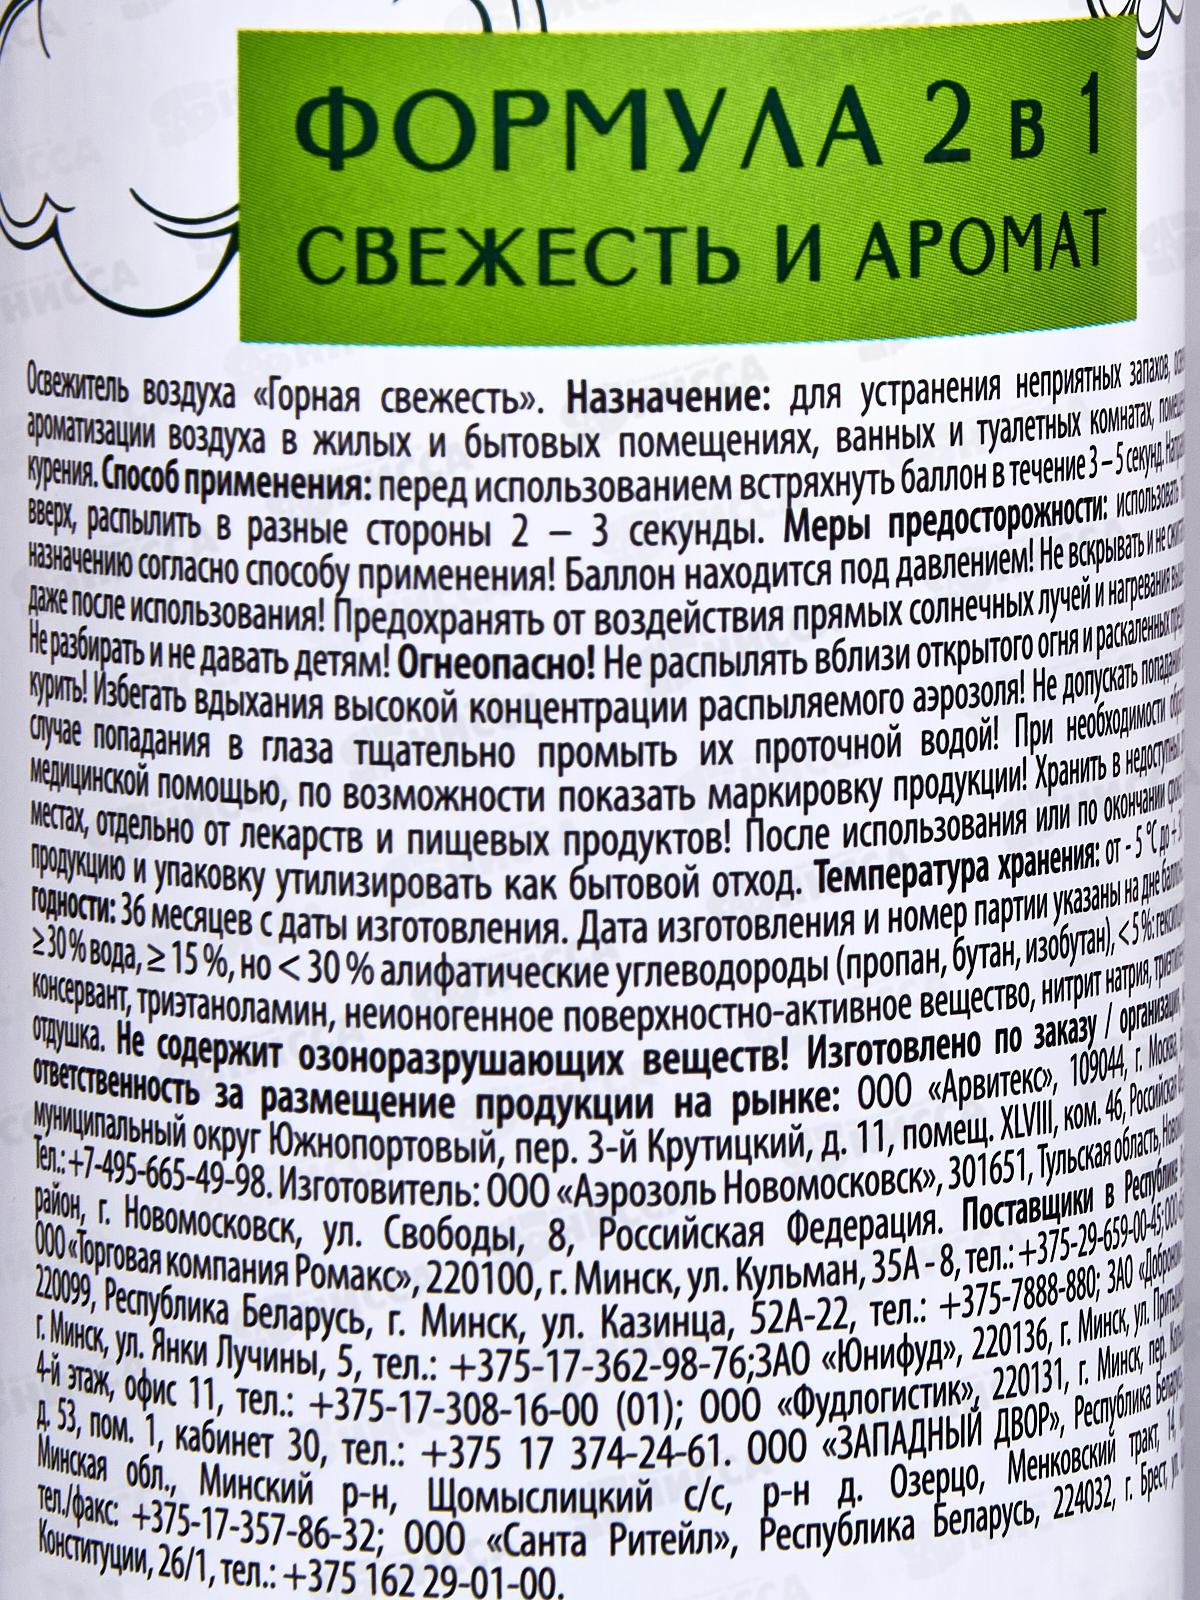 ФОРМУЛА 2 в 1
СВЕЖЕСТЬ И АРОМАТ
Освежитель воздуха «Горная свежесть». Назначение: для устранения неприятных запахов,
ароматизации воздуха в жилых и бытовых помещениях, ванных и туалетных комнатах,
курения. Способ применения: перед использованием встряхнуть баллон в течение 3 – 5 секунд.
вверх, распылить в разные стороны 2 – 3 секунды. Меры предосторожности: использовать
назначению согласно способу применения! Баллон находится под давлением! Не вскрывать и не
даже после использования! Предохранять от воздействия прямых солнечных лучей и нагревания
Не разбирать и не давать детям! Огнеопасно! Не распылять вблизи открытого огня и раскаленных
курить! Избегать вдыхания высокой концентрации распыляемого аэрозоля! Не допускать
случае попадания в глаза тщательно промыть их проточной водой! При необходимости
медицинской помощью, по возможности показать маркировку продукции! Хранить в недоступных
местах, отдельно от лекарств и пищевых продуктов! После использования или по окончании
продукцию и упаковку утилизировать как бытовой отход. Температура хранения: от - 5 °C до +
годности: 36 месяцев с даты изготовления. Дата изготовления и номер партии указаны на дне
≥ 30 % вода, ≥ 15 %, но < 30 % алифатические углеводороды (пропан, бутан, изобутан), < 5 %:
консервант, триэтаноламин, неионогенное поверхностно-активное вещество, нитрит натрия,
отдушка. Не содержит озоноразрушающих веществ! Изготовлено по заказу /
ответственность за размещение продукции на рынке: ООО «Арвитекс», 109044, г. Москва,
муниципальный округ Южнопортовый, пер. 3-й Крутицкий, д. 11, помещ. XLVIII, ком. 46, Российская
Тел.: +7-495-665-49-98. Изготовитель: ООО «Аэрозоль Новомосковск», 301651, Тульская область,
район, г. Новомосковск, ул. Свободы, 8, Российская Федерация. Поставщики в Республике
ООО «Торговая компания Ромакс», 220100, г. Минск, ул. Кульман, 35А - 8, тел.: +375-29-659-00-45;
220099, Республика Беларусь, г. Минск, ул. Казинца, 52А-22, тел.: +375-7888-880; ЗАО
г. Минск, ул. Янки Лучины, 5, тел.: +375-17-362-98-76;ЗАО «Юнифуд», 220136, г. Минск, ул.
4-й этаж, офис 11, тел.: +375-17-308-16-00 (01); ООО «Фудлогистик», 220131, г. Минск, пер.
д. 53, пом. 1, кабинет 30, тел.: +375 17 374-24-61. ООО «ЗАПАДНЫЙ ДВОР», Республика
Минская обл., Минский р-н, Щомыслицкий с/с, р-н д. Озерцо, Менковский тракт, 14,
тел./факс: +375-17-357-86-32; ООО «Санта Ритейл», Республика Беларусь, 224032, г. Брест,
Конституции, 26/1, тел.: +375 162 29-01-00.